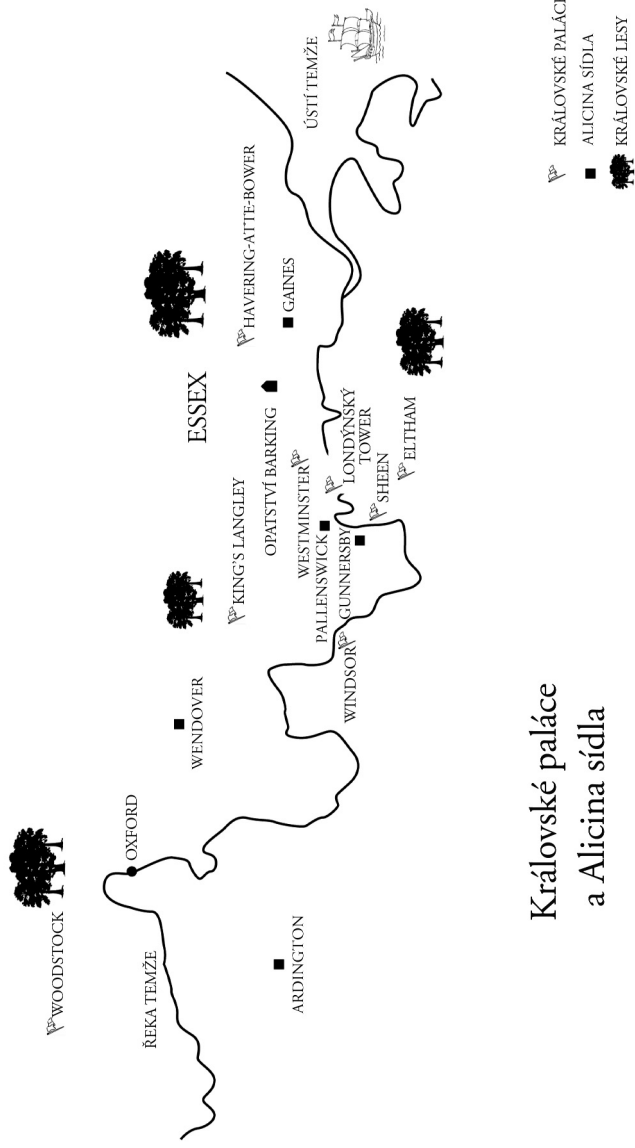 WOODSTOCK
OXFORD
ŘEKA TEMŽE
WENDOVER
ESSEX
KING'S LANGLEY
HAVERING-ATTE-BOWER
OPATSTVÍ BARKING
GAINES
ARDINGTON
WESTMINSTER
ÚSTÍ TEMŽE
PALLENSWICK
GUNNERSBY
WINDSOR
LONDÝNSKÝ
TOWER
SHEEN
ELTHAM
Královské paláce
a Alicina sídla
KRÁLOVSKÉ PALÁCE
ALICINA SÍDLA
KRÁLOVSKÉ LESY